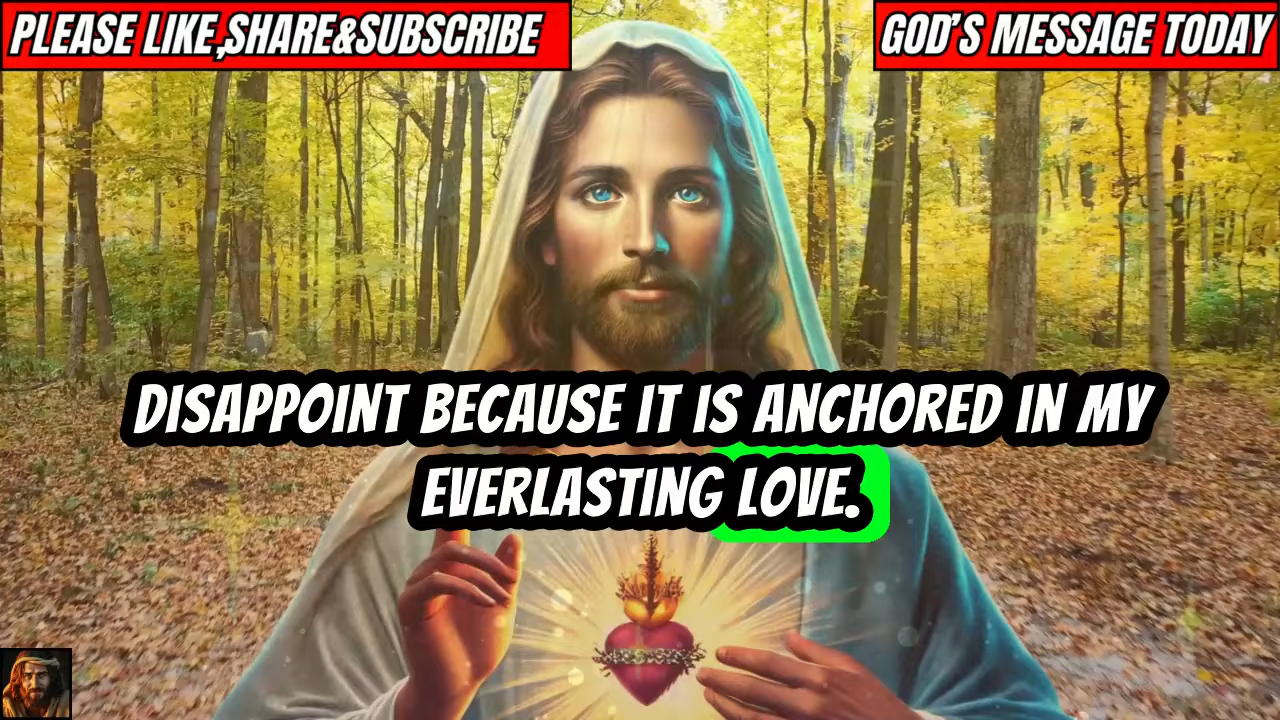 PLEASE LIKE,SHARE&SUBSCRIBE
GOD'S MESSAGE TODAY
DISAPPOINT BECAUSE IT IS ANCHORED IN MY
EVERLASTING LOVE.